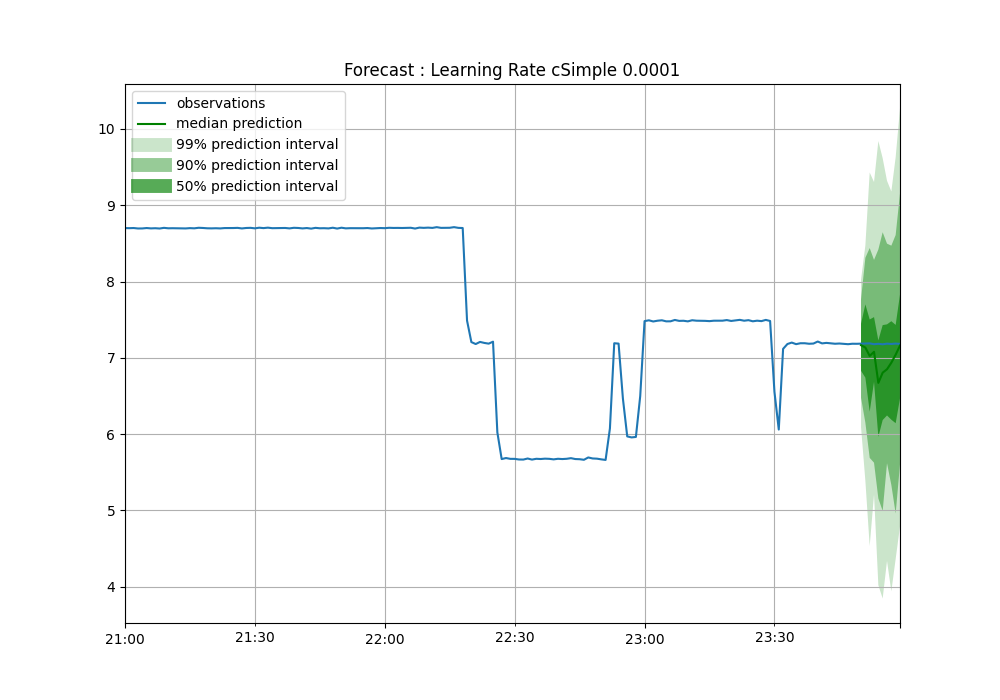 Forecast : Learning Rate cSimple 0.0001
observations
median prediction
99% prediction interval
90% prediction interval
50% prediction interval
10
9
8
7
6
5
4
21:00 21:30 22:00 22:30 23:00 23:30